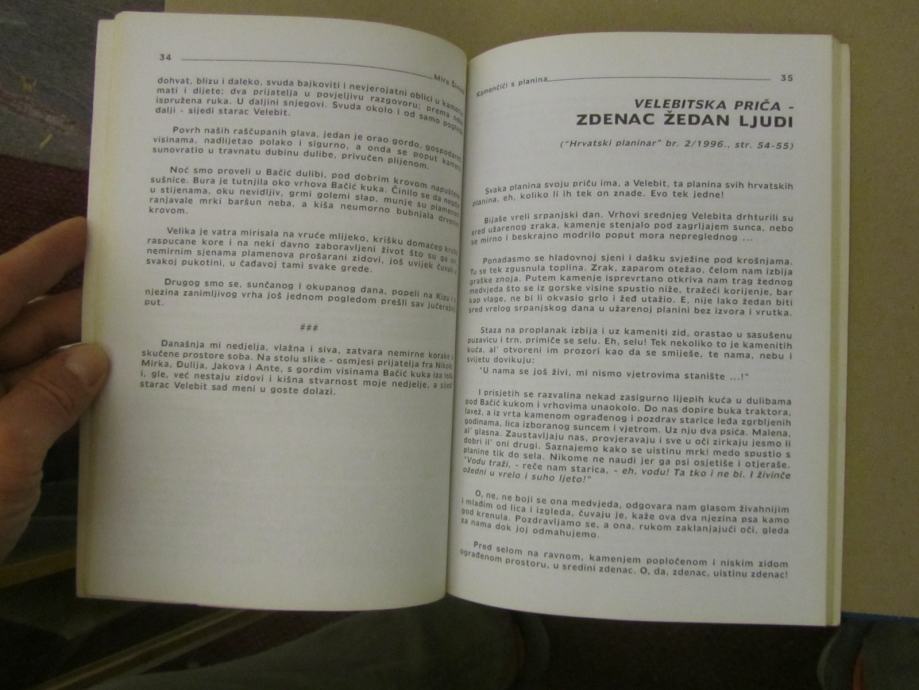 34
Mira
dohvat, blizu i daleko, svuda bajkoviti i nevjerojatni oblici u
mati i dijete; dva prijatelja u povjeljivu razgovoru; prema
ispružena ruka. U daljini snjegovi. Svuda okolo i od samo
dalji - sijedi starac Velebit.
Povrh naših raščupanih glava, jedan je orao gordo,
visinama, nadlijetao polako i sigurno, a onda se poput
sunovratio u travnatu dubinu dulibe, privučen plijenom.
Noć smo proveli u Bačić dulibi, pod dobrim krovom
sušnice. Bura je tutnjila oko vrhova Bačić kuka. Činilo se da
u stijenama, oku nevidljiv, grmi golemi slap, munje su
ranjavale mrki baršun neba, a kiša neumorno bubnjala
krovom.
Velika je vatra mirisala na vruće mlijeko, krišku domaćeg
raspucane kore i na neki davno zaboravljeni život što su ga
nemirnim sjenama plamenova prošarani zidovi, još uvijek
svakoj pukotini, u čađavoj tami svake grede.
Drugog smo se, sunčanog i okupanog dana, popeli na
njezina zanimljivog vrha još jednom pogledom prešli sav
put.
###
Današnja mi nedjelja, vlažna i siva, zatvara nemirne korake
skučene prostore soba. Na stolu slike - osmjesi prijatelja fra
Mirka, Dulija, Jakova i Ante, s gordim visinama Bačić kuka iza
i, gle, već nestaju zidovi i kišna stvarnost moje nedjelje, a
starac Velebit sad meni u goste dolazi.
Kamenčići s planina
35
VELEBITSKA PRIČA -
ZDENAC ŽEDAN LJUDI
("Hrvatski planinar" br. 2/1996., str. 54-55)
Svaka planina svoju priču ima, a Velebit, ta planina svih hrvatskih
planina, eh, koliko li ih tek on znade. Evo tek jedne!
Bijaše vreli srpanjski dan. Vrhovi srednjeg Velebita drhturili su
sred užarenog zraka, kamenje stenjalo pod zagrljajem sunca, nebo
se mirno i beskrajno modrilo poput mora nepreglednog ...
Ponadasmo se hladovnoj sjeni i dašku svježine pod krošnjama.
Tu se tek zgusnula toplina. Zrak, zaparom otežao, čelom nam izbija
graške znoja. Putem kamenje isprevrtano otkriva nam trag žednog
medvjeda što se iz gorske visine spustio niže, tražeći korijenje, bar
kap vlage, ne bi li okvasio grlo i žeđ utažio. E, nije lako žedan biti
sred vrelog srpanjskog dana u užarenoj planini bez izvora i vrutka.
Staza na proplanak izbija i uz kameniti zid, orastao u sasušenu
puzavicu i trn, primiče se selu. Eh, selu! Tek nekoliko to je kamenitih
kuća, al' otvoreni im prozori kao da se smiješe, te nama, nebu i
svijetu dovikuju:
"U nama se još živi, mi nismo vjetrovima stanište ...!"
I prisjetih se razvalina nekad zasigurno lijepih kuća u dulibama
pod Bačić kukom i vrhovima unaokolo. Do nas dopire buka traktora,
lavež, a iz vrta kamenom ograđenog i pozdrav starice leđa zgrbljenih
godinama, lica izboranog suncem i vjetrom. Uz nju dva psića. Malena,
al' glasna. Zaustavljaju nas, provjeravaju i sve u oči zirkaju jesmo li
dobri il' oni drugi. Saznajemo kako se uistinu mrki medo spustio s
planine tik do sela. Nikome ne naudi jer ga psi osjetiše i otjeraše.
"Vodu traži, - reče nam starica, - eh, vodu! Ta tko i ne bi. I živinče
ožedni u vrelo i suho ljeto!"
O, ne, ne boji se ona medvjeda, odgovara nam glasom živahnijim
i mlađim od lica i izgleda, čuvaju je, kaže ova dva njezina psa kamo
god krenula. Pozdravljamo se, a ona, rukom zaklanjajući oči, gleda
za nama dok joj odmahujemo.
Pred selom na ravnom, kamenjem popločenom i niskim zidom
ograđenom prostoru, u sredini zdenac. O, da, zdenac, uistinu zdenac!